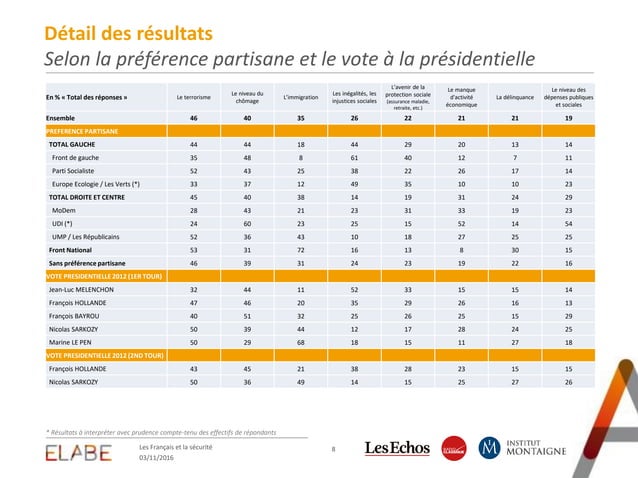 Détail des résultats
Selon la préférence partisane et le vote à la présidentielle
En % « Total des réponses » Le terrorisme Le niveau du chômage L'immigration Les inégalités, les injustices sociales L'avenir de la protection sociale (assurance maladie, retraite, etc.) Le manque d'activité économique La délinquance Le niveau des dépenses publiques et sociales
Ensemble 46 40 35 26 22 21 21 19
PREFERENCE PARTISANE
TOTAL GAUCHE 44 44 18 44 29 20 13 14
Front de gauche 35 48 8 61 40 12 7 11
Parti Socialiste 52 43 25 38 22 26 17 14
Europe Ecologie / Les Verts (*) 33 37 12 49 35 10 10 23
TOTAL DROITE ET CENTRE 45 40 38 14 19 31 24 29
MoDem 28 43 21 23 31 33 19 23
UDI (*) 24 60 23 25 15 52 14 54
UMP / Les Républicains 52 36 43 10 18 27 25 25
Front National 53 31 72 16 13 8 30 15
Sans préférence partisane 46 39 31 24 23 19 22 16
VOTE PRESIDENTIELLE 2012 (1ER TOUR)
Jean-Luc MELENCHON 32 44 11 52 33 15 15 14
François HOLLANDE 47 46 20 35 29 26 16 13
François BAYROU 40 51 32 25 26 25 15 29
Nicolas SARKOZY 50 39 44 12 17 28 24 25
Marine LE PEN 50 29 68 18 15 11 27 18
VOTE PRESIDENTIELLE 2012 (2ND TOUR)
François HOLLANDE 43 45 21 38 28 23 15 15
Nicolas SARKOZY 50 36 49 14 15 25 27 26
* Résultats à interpréter avec prudence compte-tenu des effectifs de répondants
ELABE
Les Français et la sécurité
03/11/2016
8
Les Echos
RADIO CLASSIQUE
INSTITUT MONTAIGNE